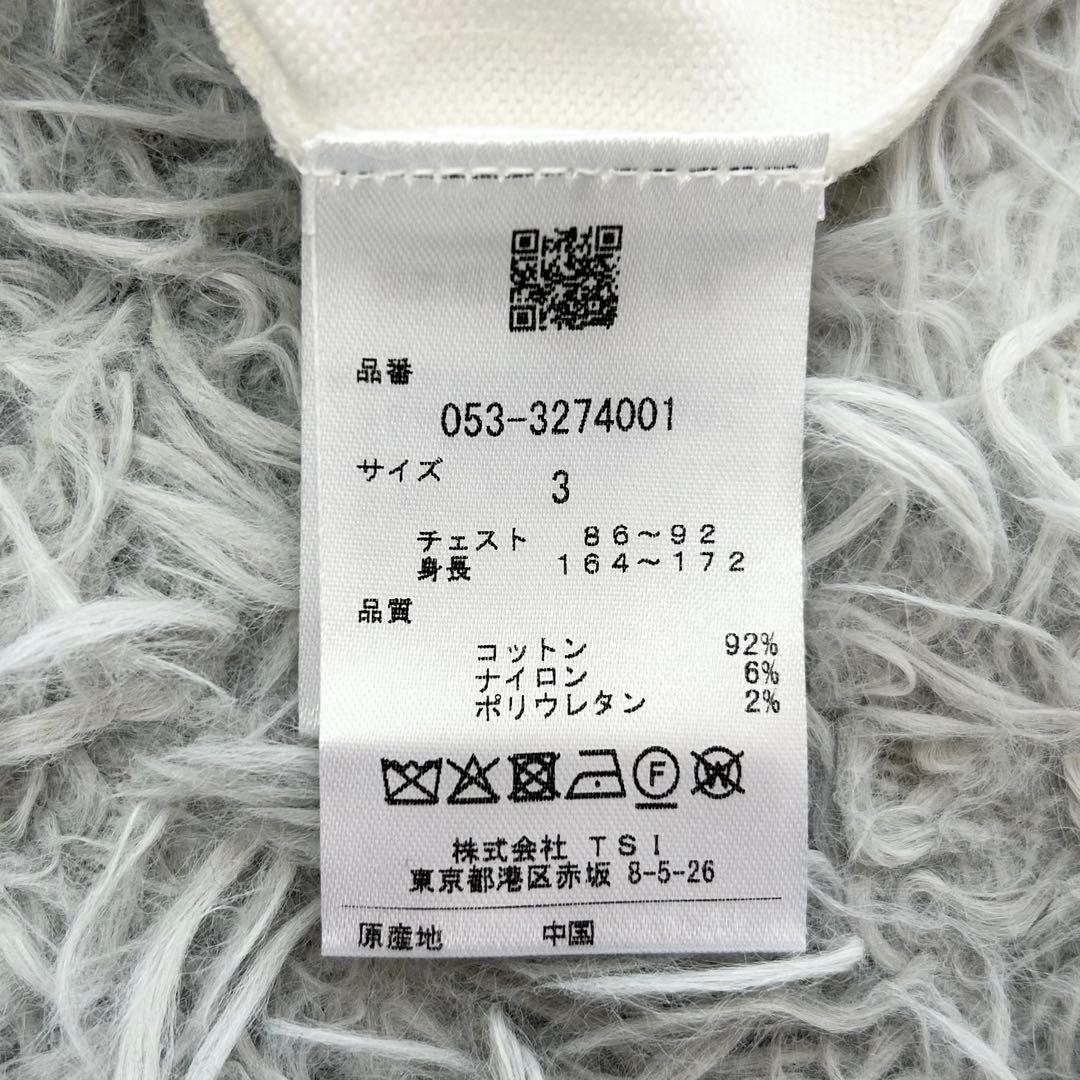 品番
053-3274001
サイズ 3
チェスト 86～92
身長 164～172
品質
コットン 92%
ナイロン 6%
ポリウレタン 2%
F W
株式会社 TSI
東京都港区赤坂 8-5-26
原産地 中国